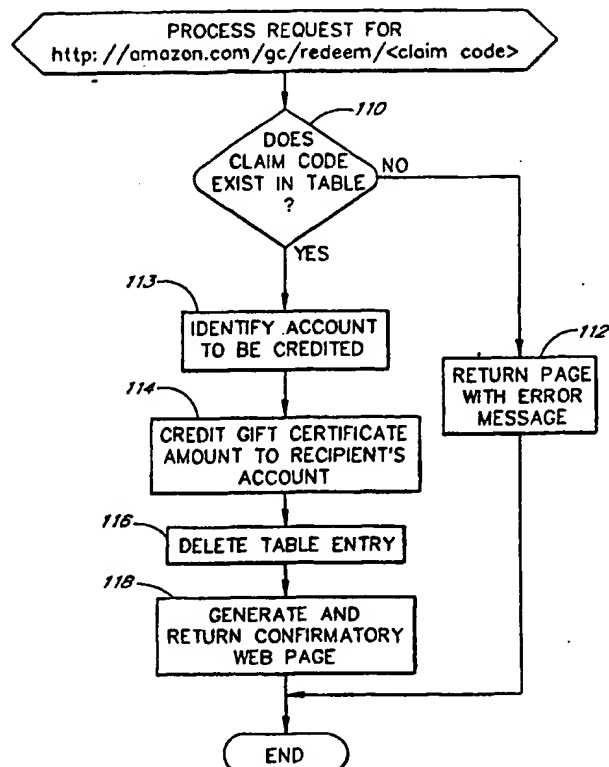 PROCESS REQUEST FOR
http: //amazon.com/gc/redeem/<claim code>
110
DOES
CLAIM CODE
EXIST IN TABLE
?
NO
YES
113
IDENTIFY ACCOUNT
TO BE CREDITED
112
RETURN PAGE
WITH ERROR
MESSAGE
114
CREDIT GIFT CERTIFICATE
AMOUNT TO RECIPIENT'S
ACCOUNT
116
DELETE TABLE ENTRY
118
GENERATE AND
RETURN CONFIRMATORY
WEB PAGE
END